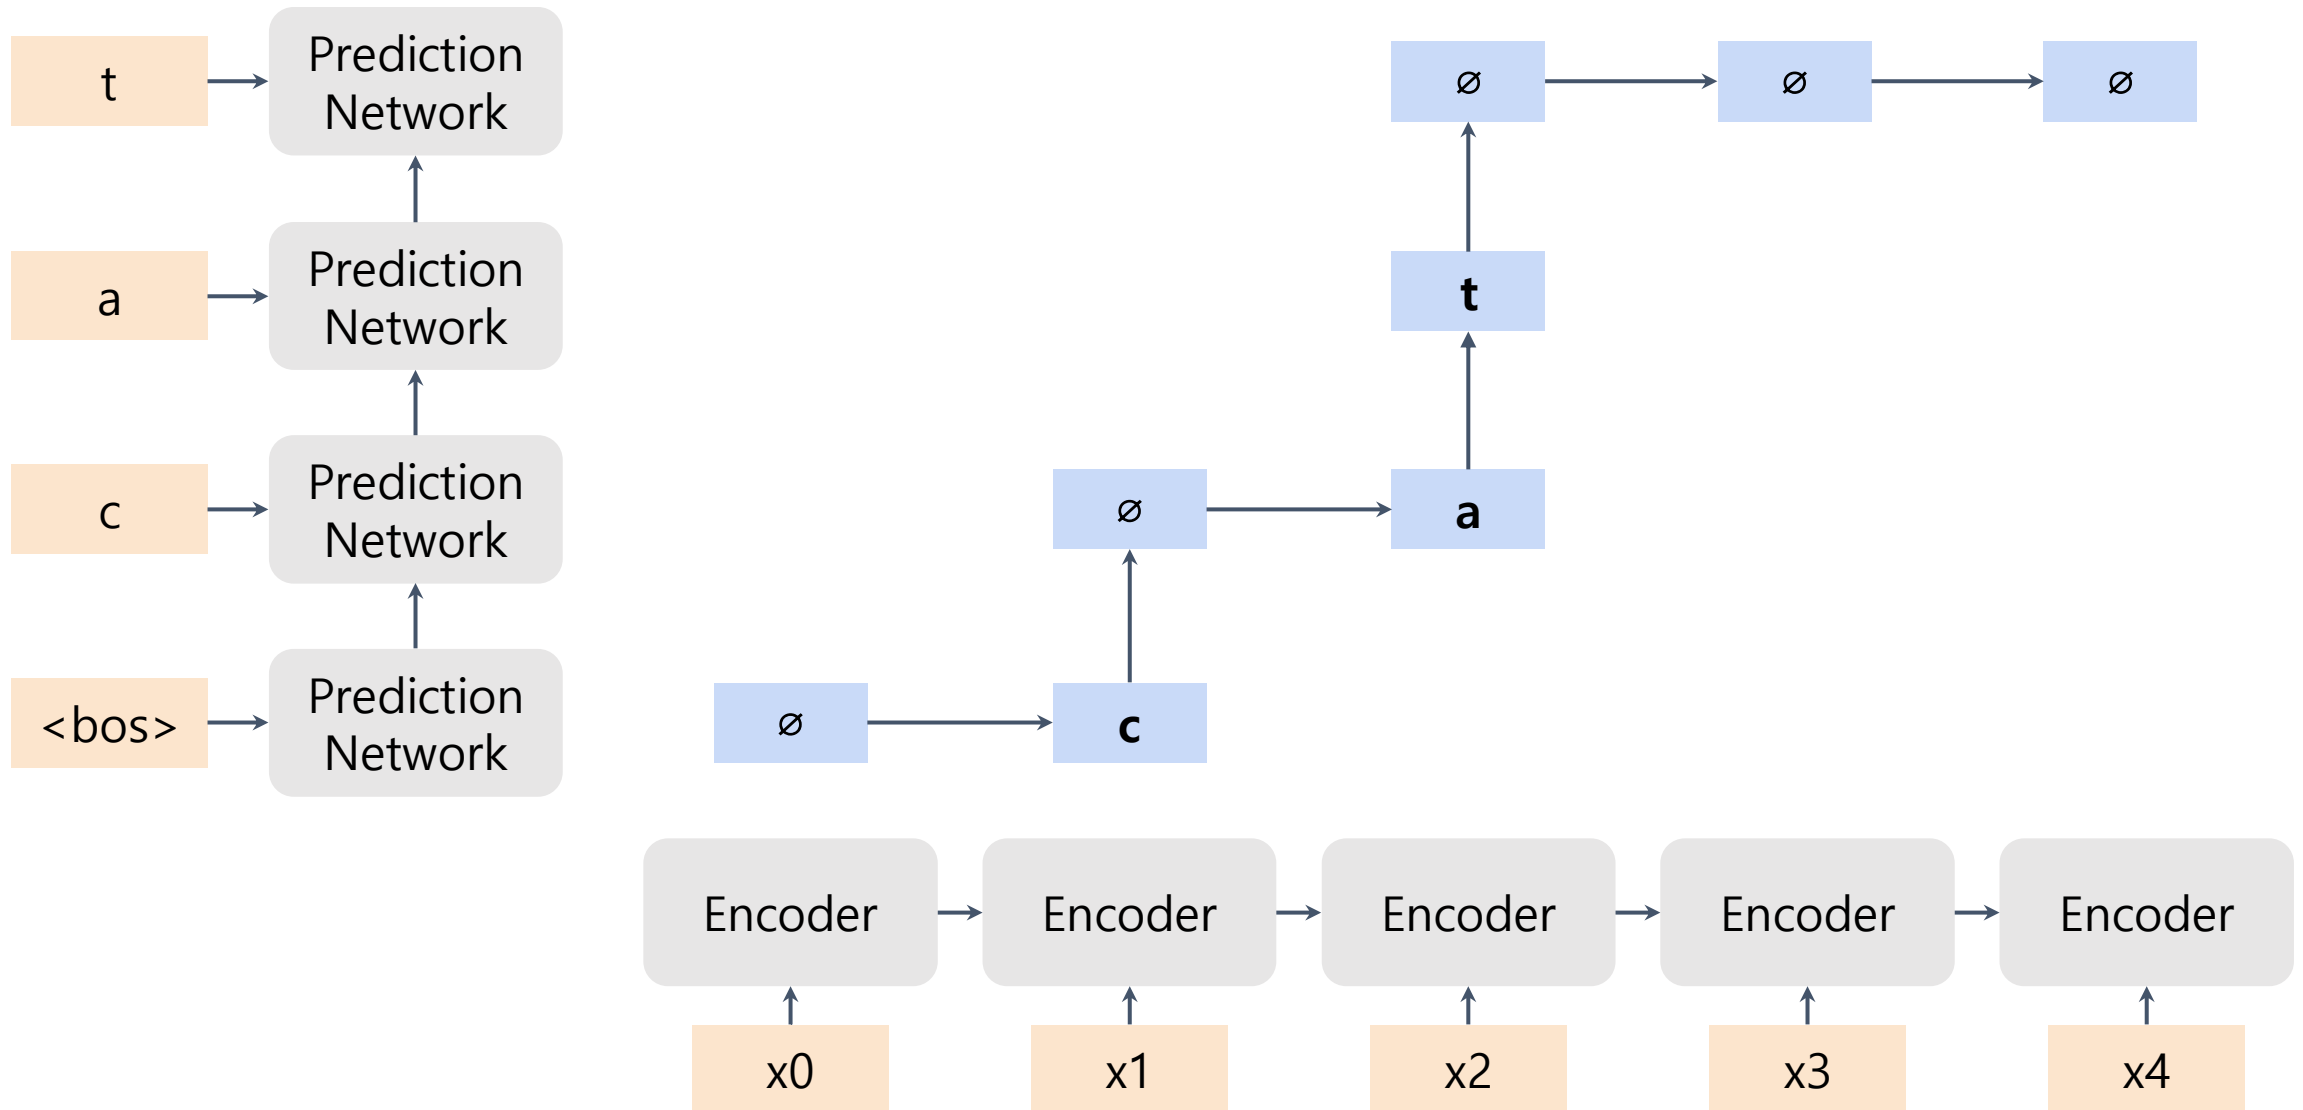 t
Prediction
Network
∅
∅
∅
a
Prediction
Network
t
c
Prediction
Network
∅
a
<bos>
Prediction
Network
∅
c
Encoder
Encoder
Encoder
Encoder
Encoder
x0
x1
x2
x3
x4